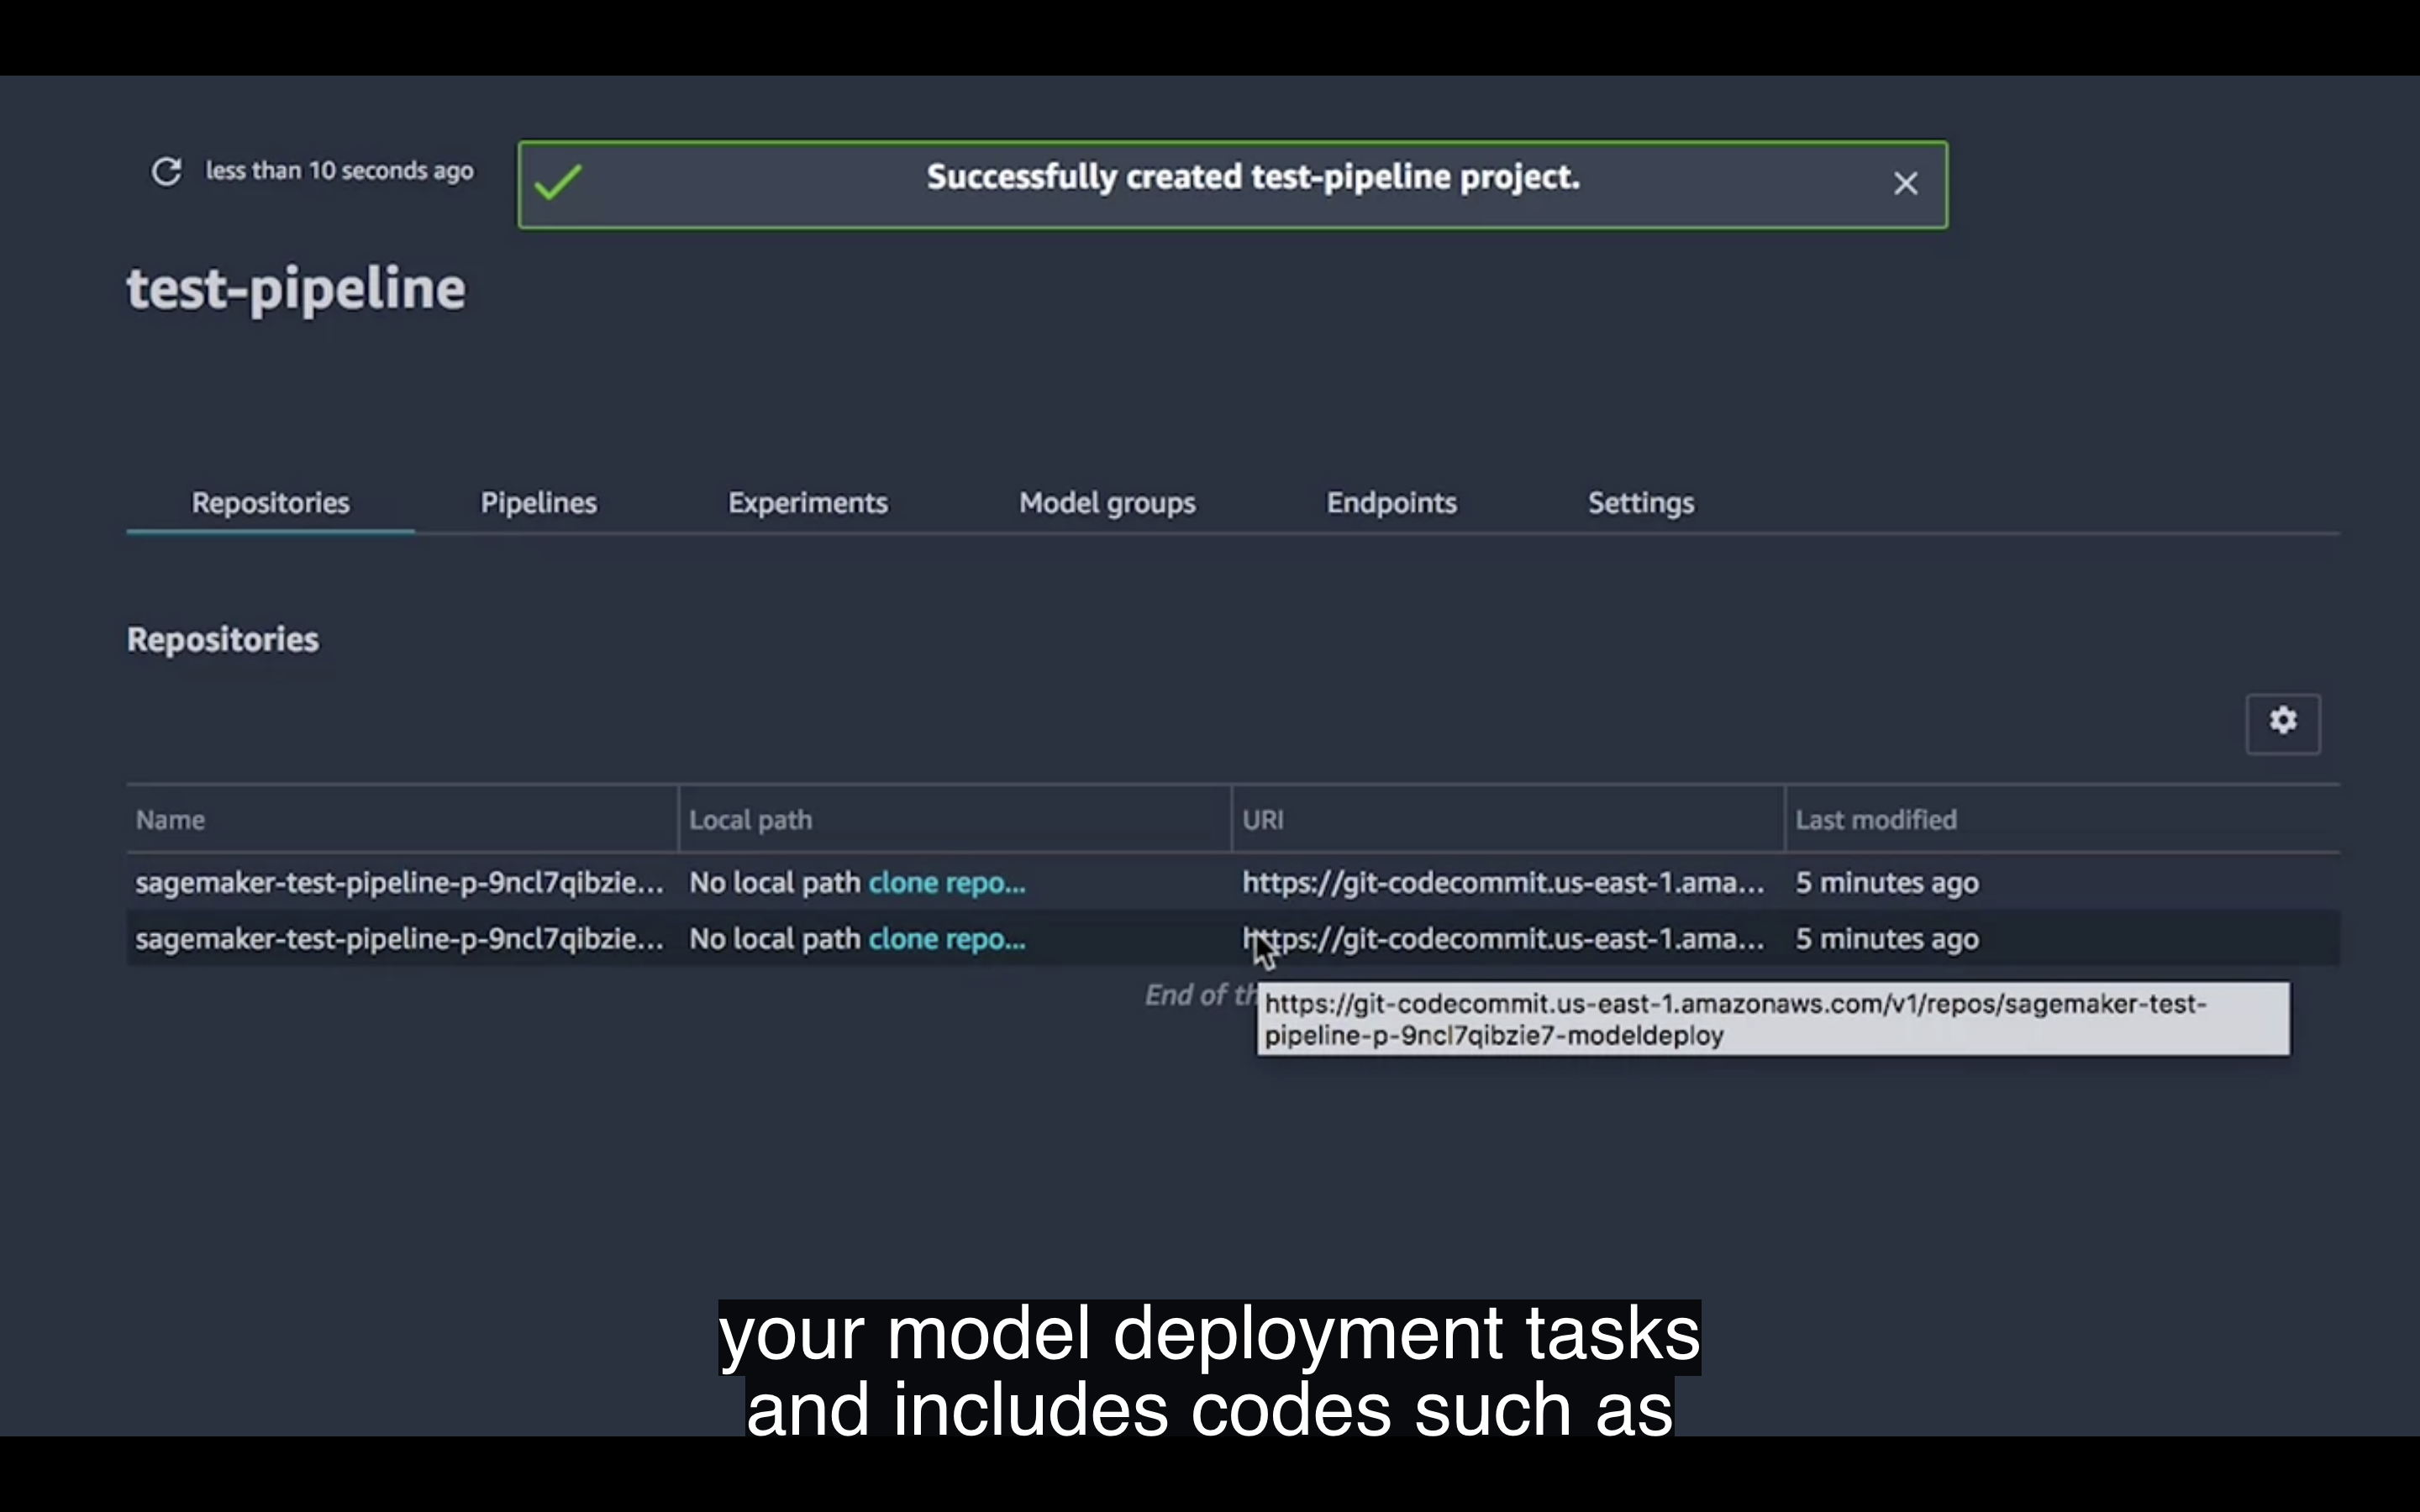 less than 10 seconds ago
Successfully created test-pipeline project.
test-pipeline
Repositories Pipelines Experiments Model groups Endpoints Settings
Repositories
Name Local path URI Last modified
sagemaker-test-pipeline-p-9ncl7qibzie... No local path clone repo... https://git-codecommit.us-east-1.ama... 5 minutes ago
sagemaker-test-pipeline-p-9ncl7qibzie... No local path clone repo... https://git-codecommit.us-east-1.ama... 5 minutes ago
End of th
https://git-codecommit.us-east-1.amazonaws.com/v1/repos/sagemaker-test-
pipeline-p-9ncl7qibzie7-modeldeploy
your model deployment tasks
and includes codes such as